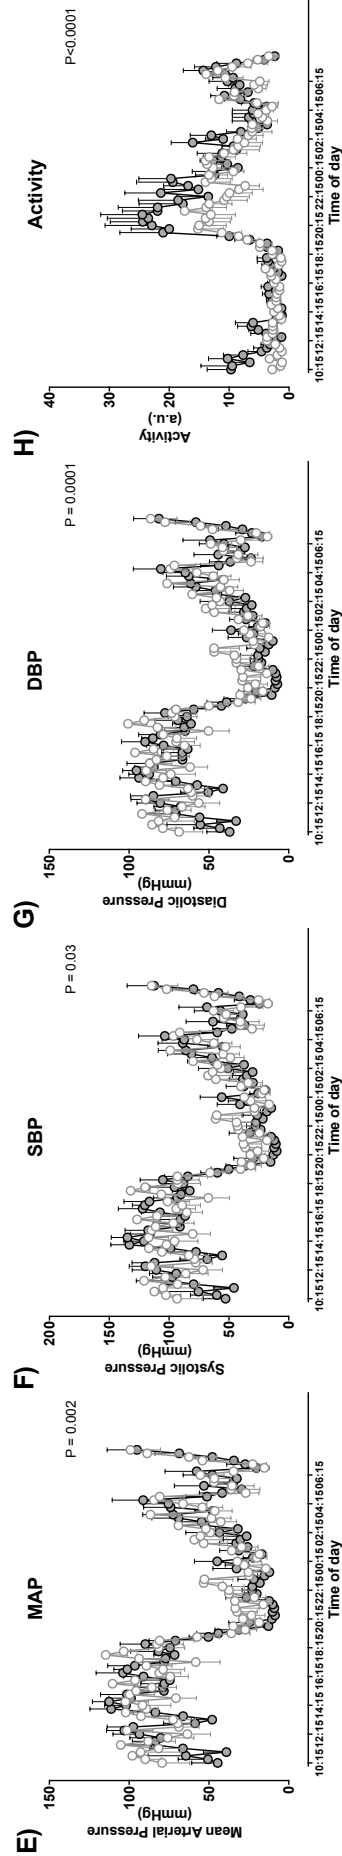 E)
MAP
P = 0.002
Mean Arterial Pressure
(mmHg)
150
100
50
0
10:15 12:15 14:15 16:15 18:15 20:15 22:15 00:15 02:15 04:15 06:15
Time of day
F)
SBP
P = 0.03
Systolic Pressure
(mmHg)
200
150
100
50
0
10:15 12:15 14:15 16:15 18:15 20:15 22:15 00:15 02:15 04:15 06:15
Time of day
G)
DBP
P = 0.0001
Diastolic Pressure
(mmHg)
150
100
50
0
10:15 12:15 14:15 16:15 18:15 20:15 22:15 00:15 02:15 04:15 06:15
Time of day
H)
Activity
P<0.0001
Activity
(a.u.)
40
30
20
10
0
10:15 12:15 14:15 16:15 18:15 20:15 22:15 00:15 02:15 04:15 06:15
Time of day